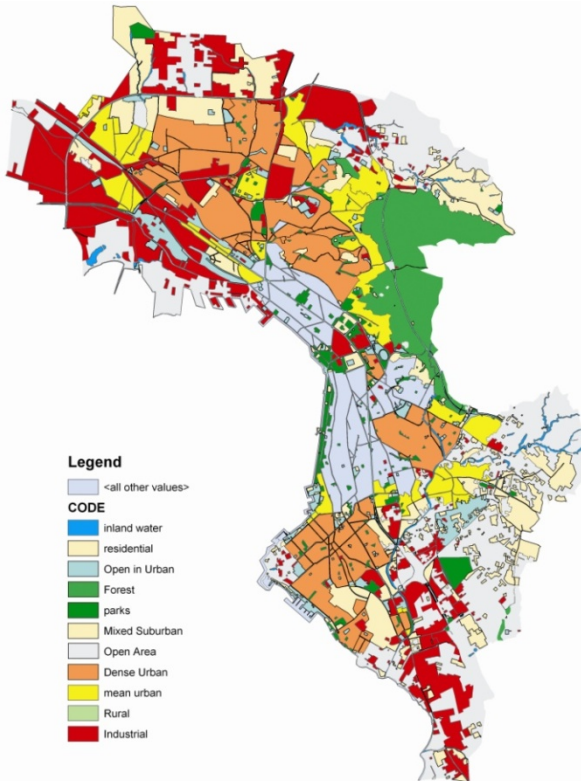 Legend
<all other values>
CODE
inland water
residential
Open in Urban
Forest
parks
Mixed Suburban
Open Area
Dense Urban
mean urban
Rural
Industrial